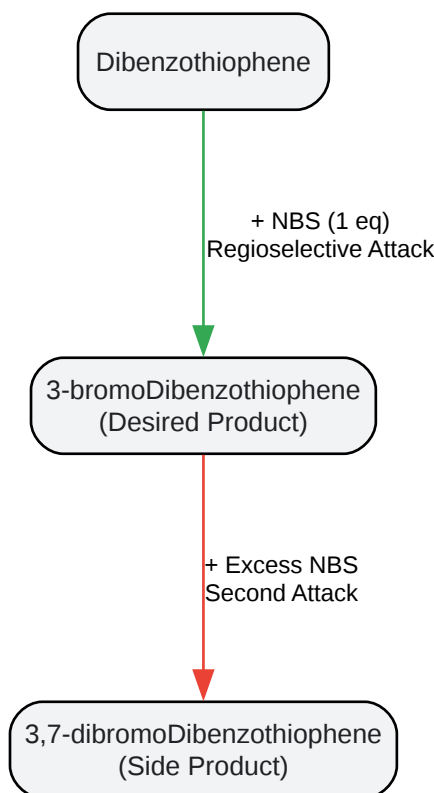 Dibenzothiophene
+ NBS (1 eq)
Regioselective Attack
3-bromoDibenzothiophene
(Desired Product)
+ Excess NBS
Second Attack
3,7-dibromoDibenzothiophene
(Side Product)